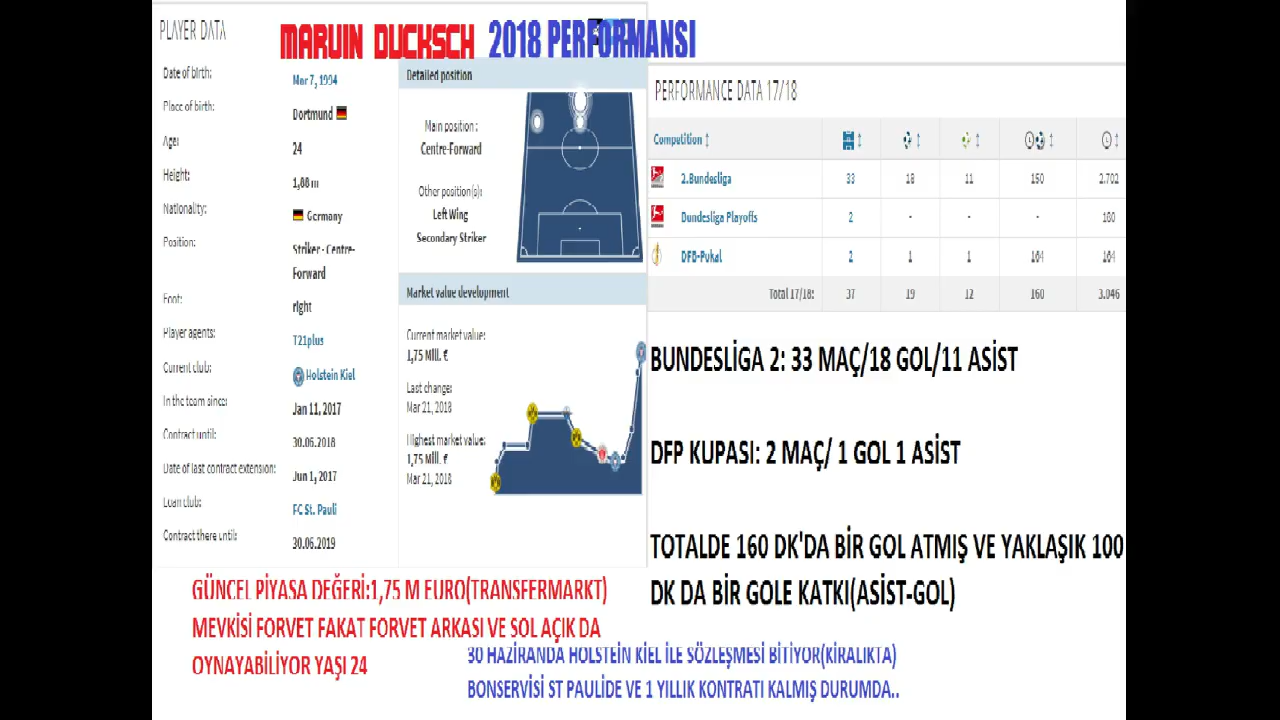 PLAYER DATA
MARVIN DUCKSCH 2018 PERFORMANSI
Date of birth: Mar 7, 1994
Place of birth: Dortmund
Age: 24
Height: 1,88 m
Nationality: Germany
Position: Striker - Centre-
Forward
Foot: right
Player agents: T21plus
Current club: Holstein Kiel
In the team since: Jan 11, 2017
Contract until: 30.06.2018
Date of last contract extension: Jun 1, 2017
Loan club: FC St. Pauli
Contract there until: 30.06.2019
Detailed position
Main position :
Centre-Forward
Other position(s):
Left Wing
Secondary Striker
Market value development
Current market value:
1,75 Mill. €
Last change:
Mar 21, 2018
Highest market value:
1,75 Mill. €
Mar 21, 2018
PERFORMANCE DATA 17/18
Competition
2.Bundesliga 33 18 11 150 2.702
Bundesliga Playoffs 2 - - - 180
DFB-Pokal 2 1 1 164 164
Total 17/18: 37 19 12 160 3.046
BUNDESLİGA 2: 33 MAÇ/18 GOL/11 ASİST
DFP KUPASI: 2 MAÇ/ 1 GOL 1 ASİST
TOTALDE 160 DK'DA BİR GOL ATMIŞ VE YAKLAŞIK 100
DK DA BİR GOLE KATKI(ASİST-GOL)
GÜNCEL PİYASA DEĞERİ:1,75 M EURO(TRANSFERMARKT)
MEVKİSİ FORVET FAKAT FORVET ARKASI VE SOL AÇIK DA
OYNAYABİLİYOR YAŞI 24
30 HAZIRANDA HOLSTEİN KİEL İLE SÖZLEŞMESİ BİTİYOR(KİRALIKTA)
BONSERVİSİ ST PAULİDE VE 1 YILLIK KONTRATI KALMIŞ DURUMDA..